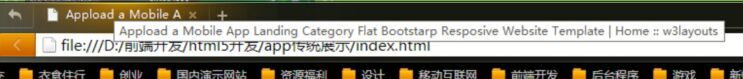 Appload a Mobile A
Appload a Mobile App Landing Category Flat Bootstarp Resposive Website Template | Home :: w3layouts
file:///D:/前端开发/html5开发/app传统展示/index.html
衣食住行 创业 国内演示网站 资源福利 设计 移动互联网 前端开发 后台程序 游戏